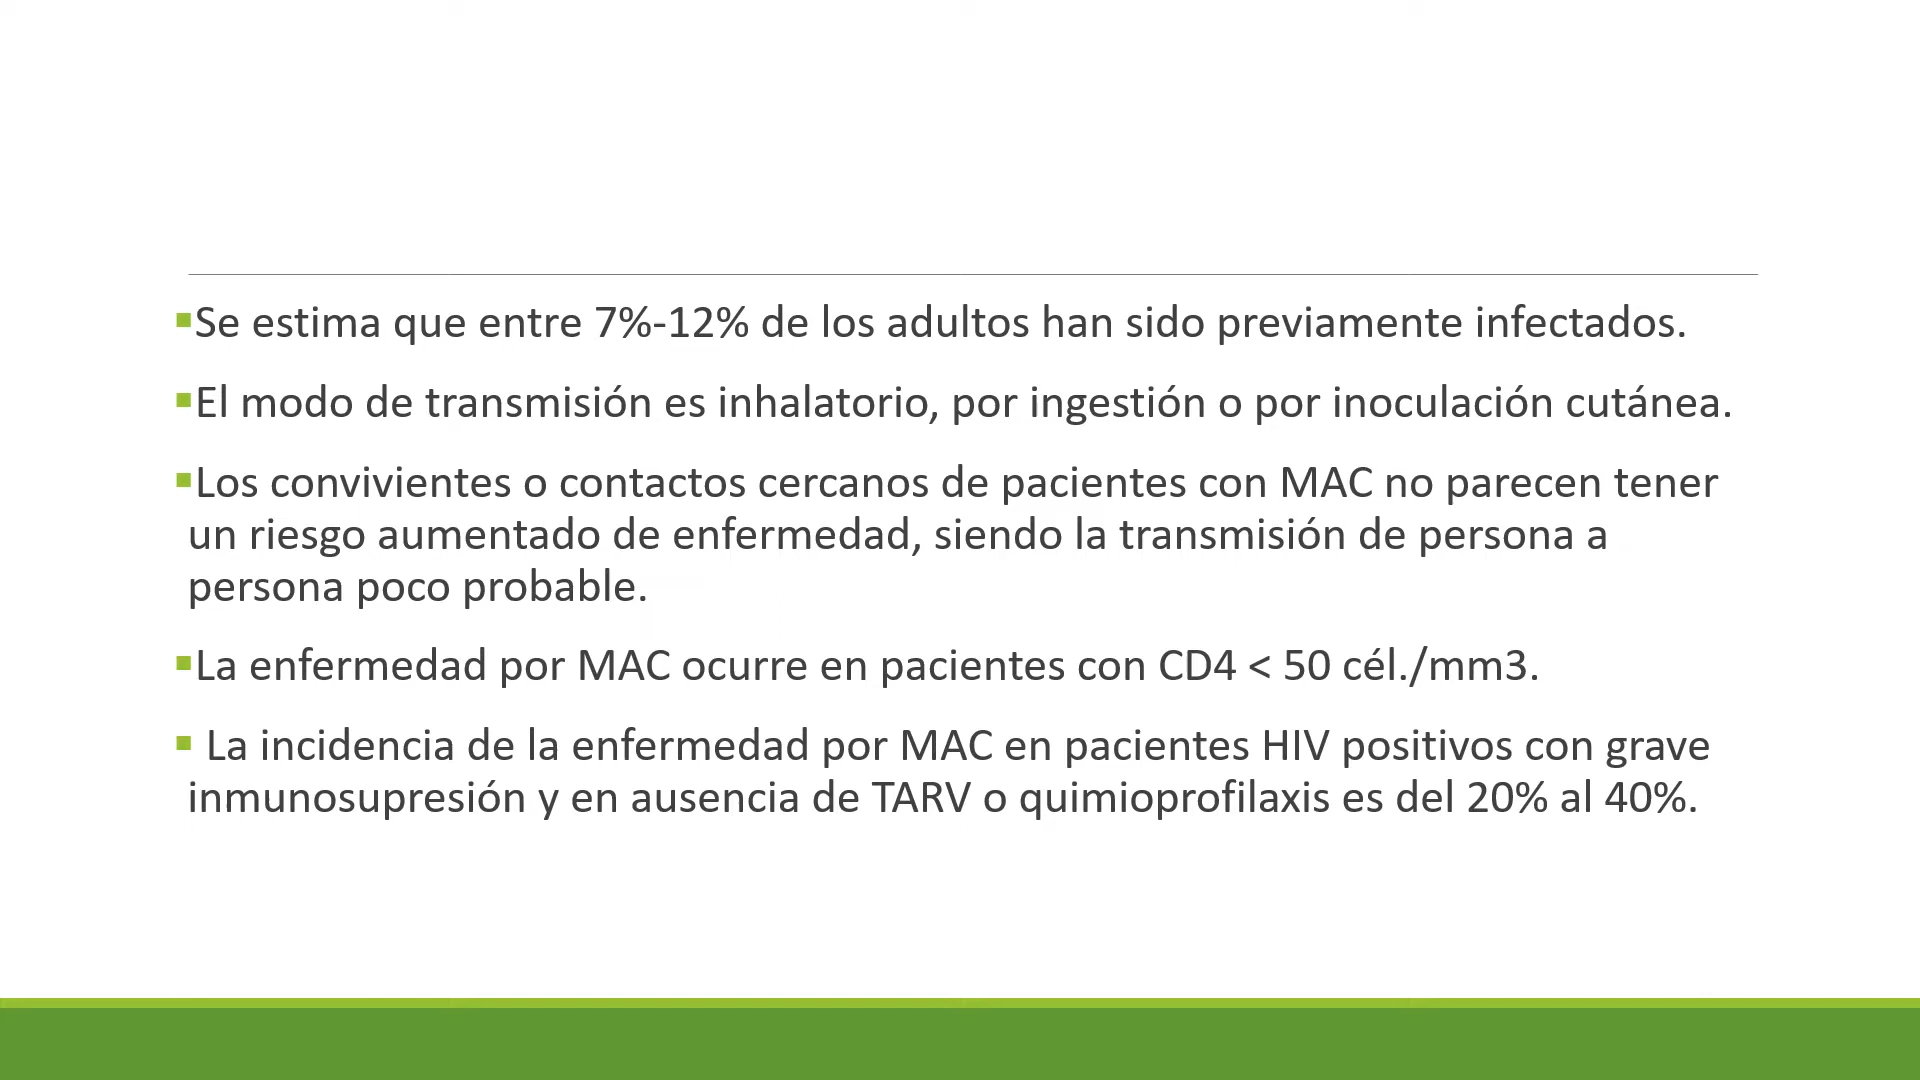 ▪Se estima que entre 7%-12% de los adultos han sido previamente infectados.
▪El modo de transmisión es inhalatorio, por ingestión o por inoculación cutánea.
▪Los convivientes o contactos cercanos de pacientes con MAC no parecen tener
un riesgo aumentado de enfermedad, siendo la transmisión de persona a
persona poco probable.
▪La enfermedad por MAC ocurre en pacientes con CD4 < 50 cél./mm3.
▪ La incidencia de la enfermedad por MAC en pacientes HIV positivos con grave
inmunosupresión y en ausencia de TARV o quimioprofilaxis es del 20% al 40%.